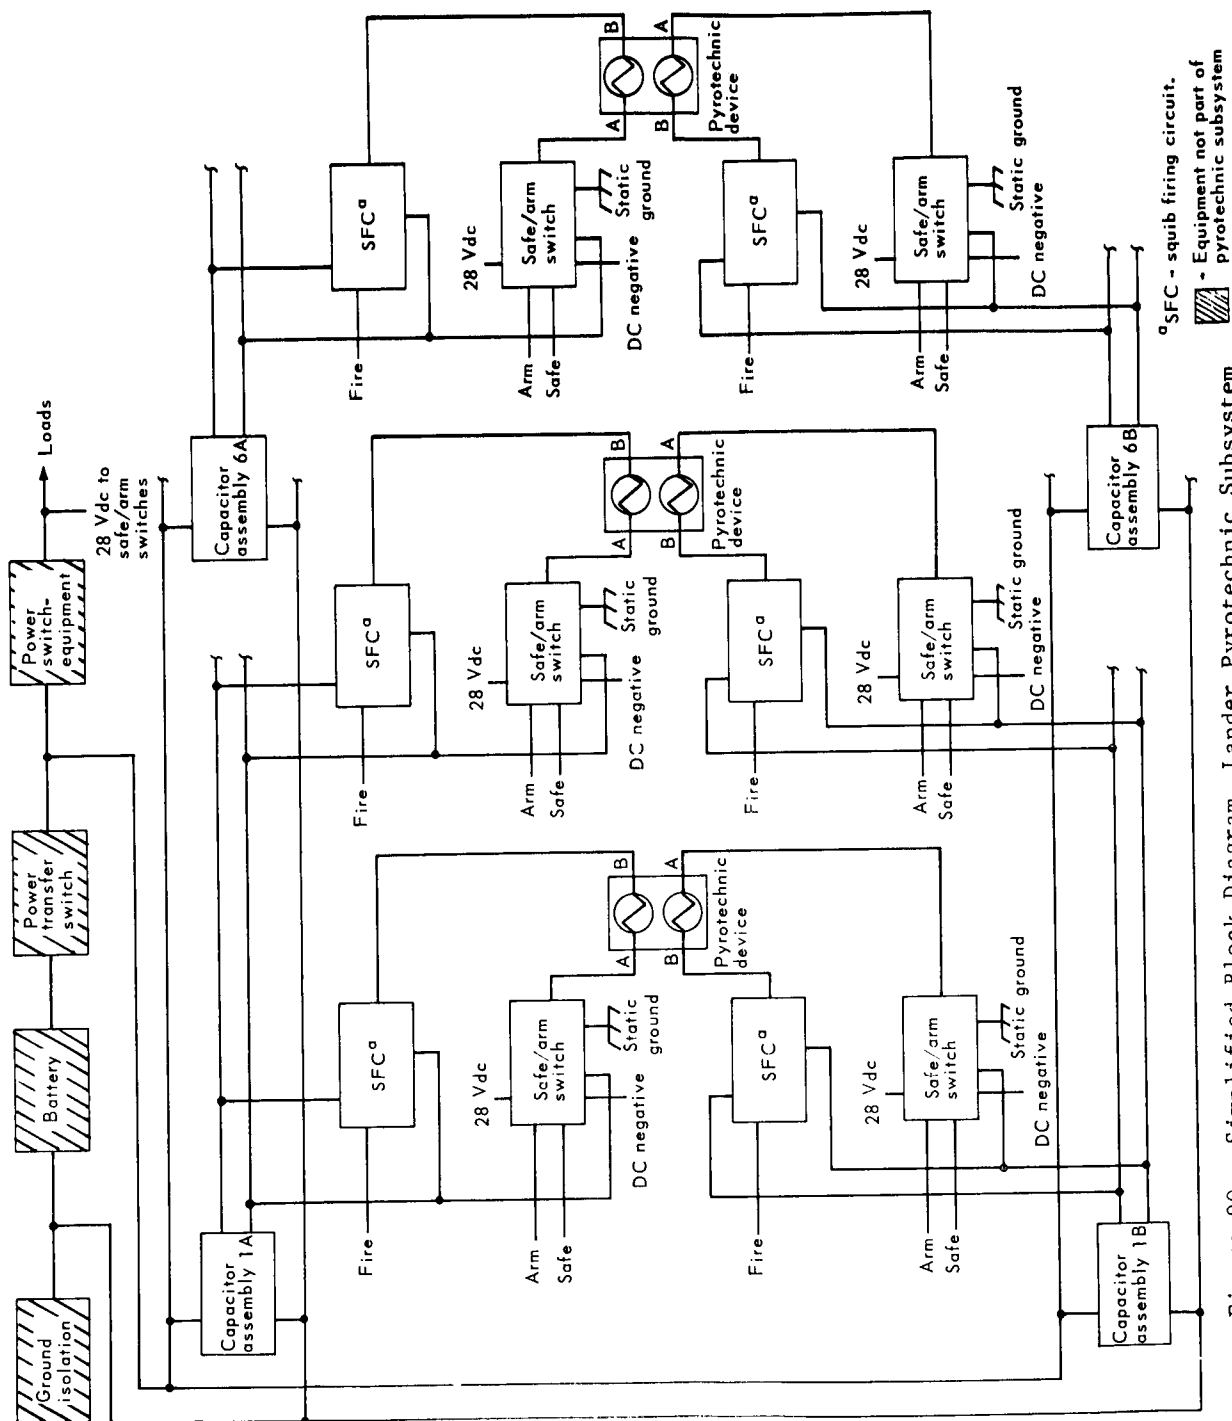 Ground
isolation
Battery
Power
transfer
switch
Power
switch-
equipment
Loads
28 Vdc to
safe/arm
switches
Capacitor
assembly 1A
Capacitor
assembly 6A
Fire
SFCa
28 Vdc
Arm
Safe
Safe/arm
switch
Static
ground
DC negative
A
B
Pyrotechnic
device
B
A
Fire
SFCa
28 Vdc
Arm
Safe
Safe/arm
switch
Static ground
DC negative
Fire
SFCa
28 Vdc
Arm
Safe
Safe/arm
switch
Static
ground
DC negative
A
B
Pyrotechnic
device
B
A
Fire
SFCa
28 Vdc
Arm
Safe
Safe/arm
switch
Static ground
DC negative
Fire
SFCa
28 Vdc
Arm
Safe
Safe/arm
switch
Static
ground
DC negative
A
B
Pyrotechnic
device
B
A
Fire
SFCa
28 Vdc
Arm
Safe
Safe/arm
switch
Static ground
DC negative
Capacitor
assembly 1B
Capacitor
assembly 6B
aSFC - squib firing circuit.
- Equipment not part of
pyrotechnic subsystem
Simplified Block Diagram, Lander Pyrotechnic Subsystem